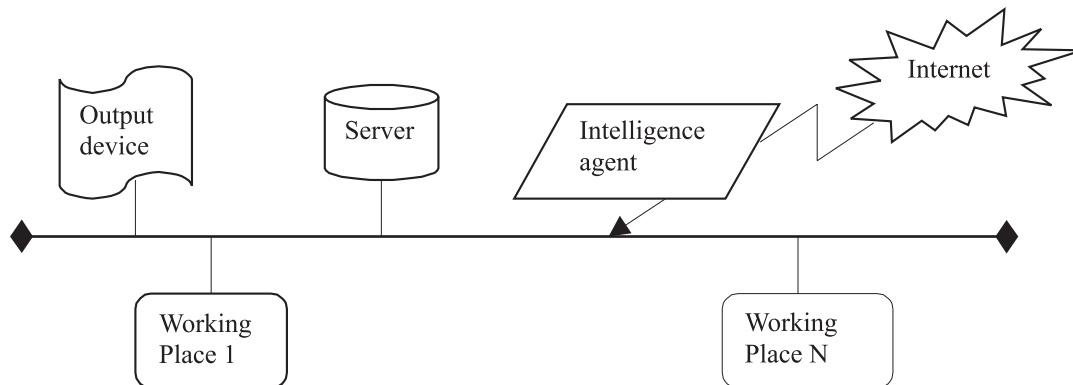 Internet
Output
device
Server
Intelligence
agent
Working
Place 1
Working
Place N